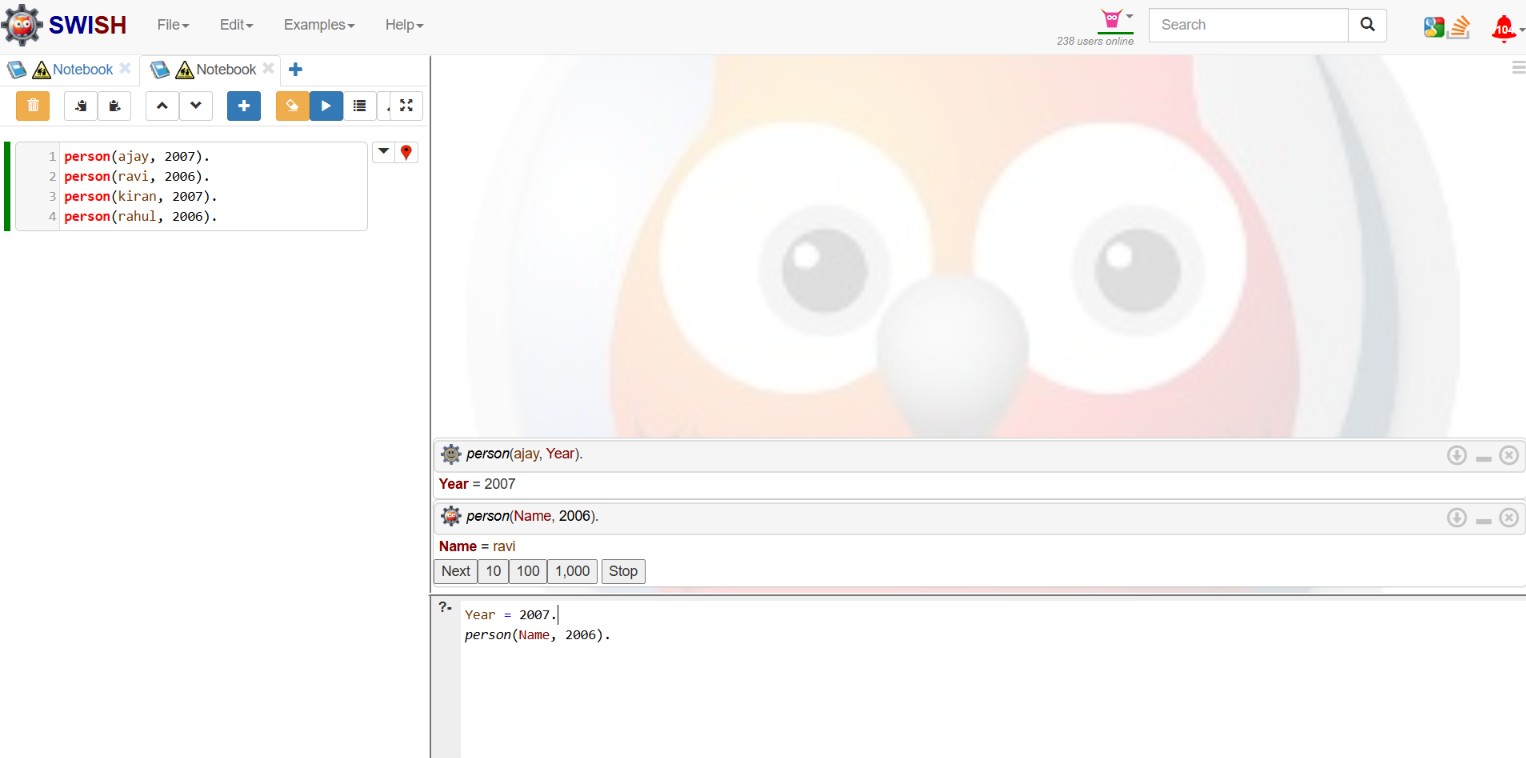 SWISH File Edit Examples Help 238 users online Search 104
Notebook Notebook
1 person(ajay, 2007).
2 person(ravi, 2006).
3 person(kiran, 2007).
4 person(rahul, 2006).
person(ajay, Year).
Year = 2007
person(Name, 2006).
Name = ravi
Next 10 100 1,000 Stop
?- Year = 2007.
person(Name, 2006).